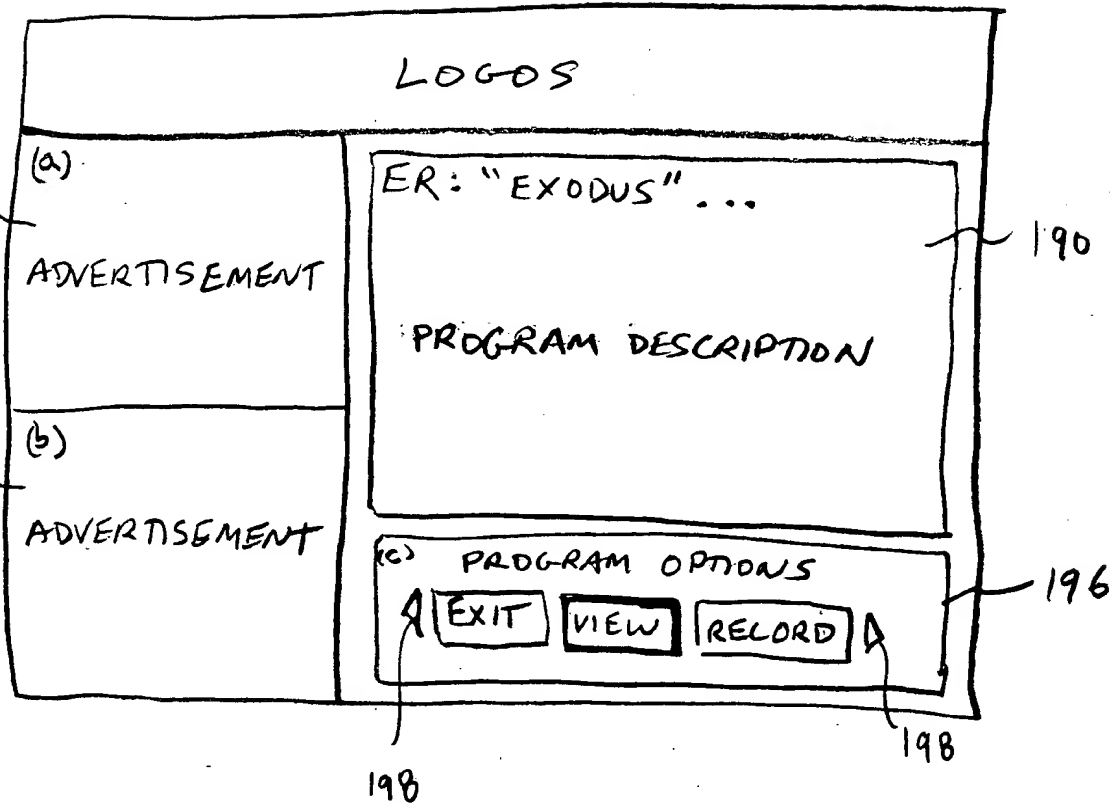 LOGOS
(a)
ADVERTISEMENT
(b)
ADVERTISEMENT
ER: "EXODUS" ...
PROGRAM DESCRIPTION
190
(c) PROGRAM OPTIONS
EXIT VIEW RECORD
196
198
198